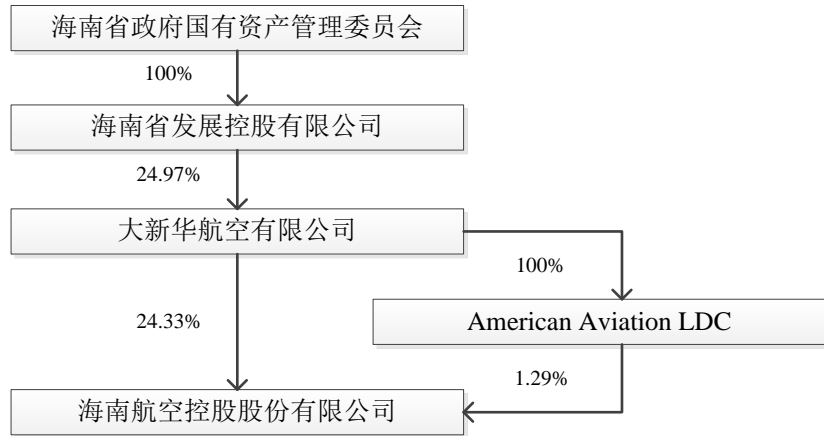 海南省政府国有资产管理委员会
100%
海南省发展控股有限公司
24.97%
大新华航空有限公司
100%
24.33%
American Aviation LDC
1.29%
海南航空控股股份有限公司